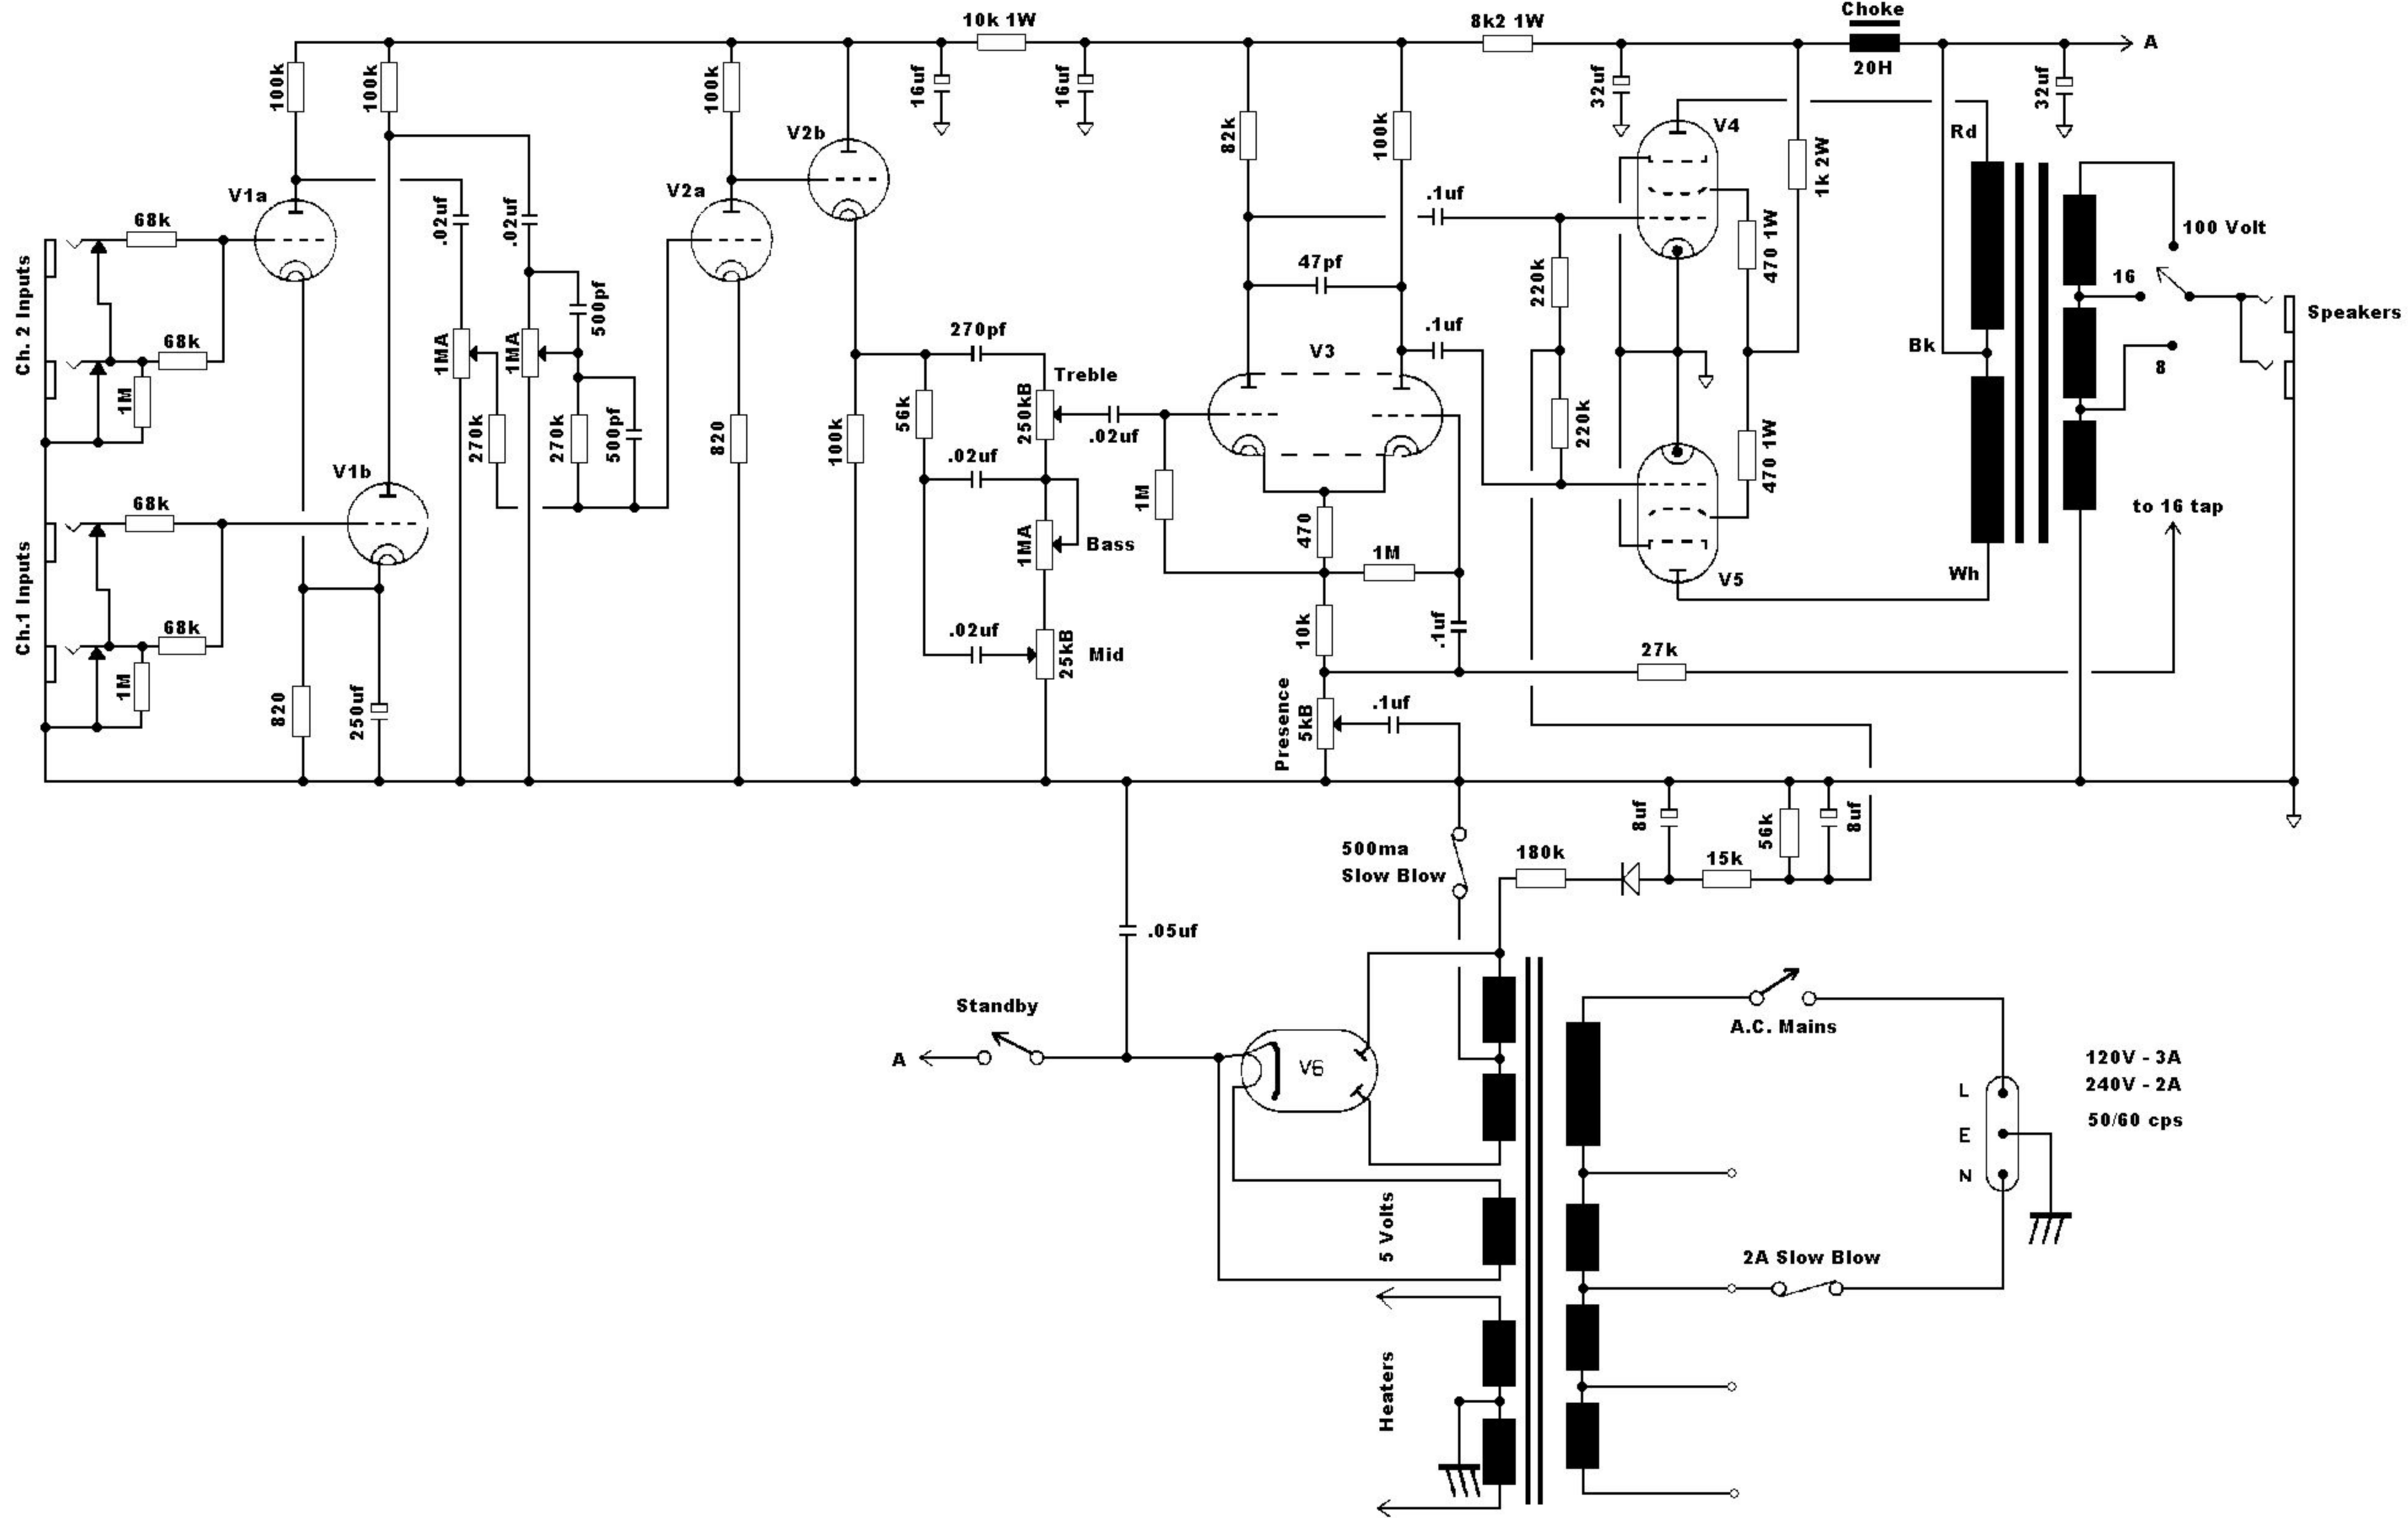 10k 1W
8k2 1W
Choke
A
20H
100k
100k
100k
16uf
16uf
32uf
32uf
V2b
82k
100k
V4
Rd
1k 2W
V1a
V2a
68k
.02uf
.02uf
.1uf
470 1W
100 Volt
Ch. 2 Inputs
47pf
220k
16
500pf
Speakers
68k
1MA
1MA
270pf
.1uf
V3
Bk
8
1M
Treble
56k
250kB
.02uf
270k
270k
500pf
820
100k
220k
470 1W
.02uf
V1b
68k
1M
470
to 16 tap
1MA
Bass
1M
Wh
V5
Ch.1 Inputs
68k
.02uf
25kB
Mid
10k
.1uf
27k
1M
820
250uf
Presence
5kB
.1uf
8uf
56k
8uf
500ma
Slow Blow
180k
15k
.05uf
Standby
A
V6
A.C. Mains
120V - 3A
240V - 2A
50/60 cps
L
E
N
5 Volts
2A Slow Blow
Heaters